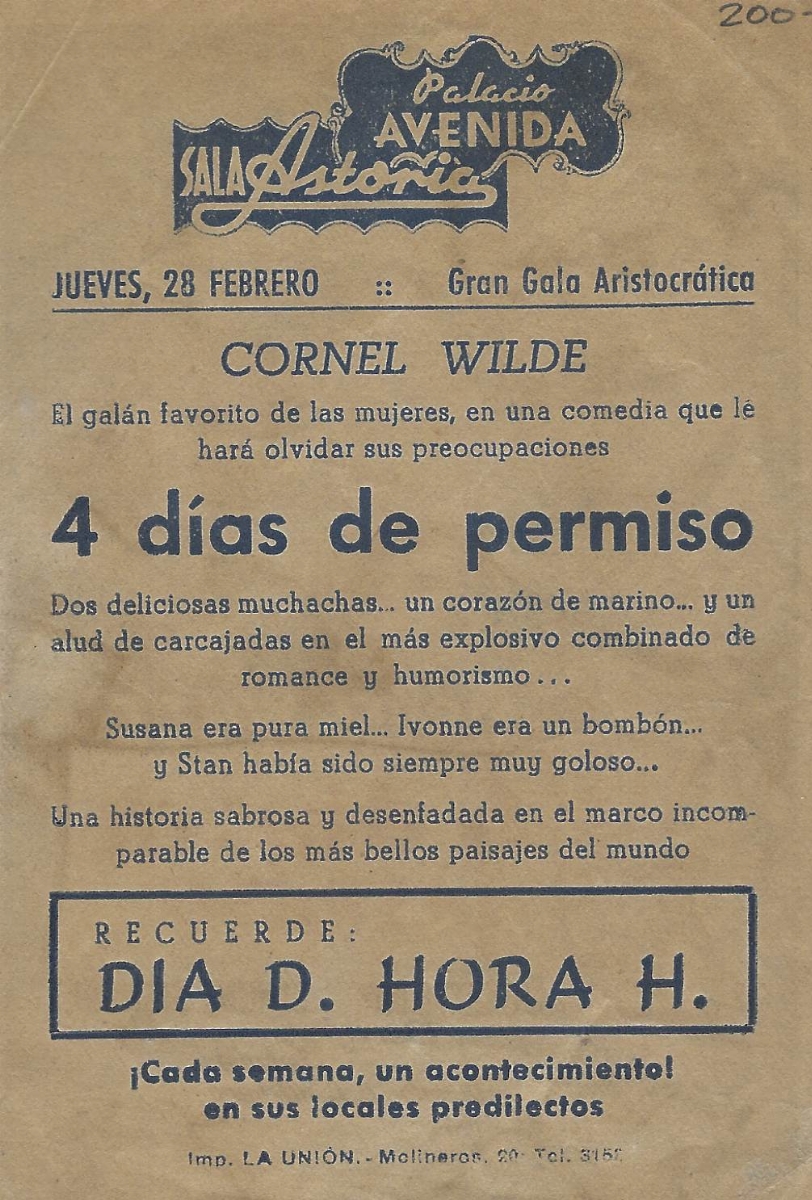 200-
Palacio
AVENIDA
SALA Astoria
JUEVES, 28 FEBRERO :: Gran Gala Aristocrática
CORNEL WILDE
El galán favorito de las mujeres, en una comedia que lé
hará olvidar sus preocupaciones
4 días de permiso
Dos deliciosas muchachas... un corazón de marino... y un
alud de carcajadas en el más explosivo combinado de
romance y humorismo...
Susana era pura miel... Ivonne era un bombón...
y Stan había sido siempre muy goloso...
Una historia sabrosa y desenfadada en el marco incom-
parable de los más bellos paisajes del mundo
RECUERDE:
DIA D. HORA H.
¡Cada semana, un acontecimiento!
en sus locales predilectos
Imp. LA UNIÓN.- Molineros, 20- Tel.